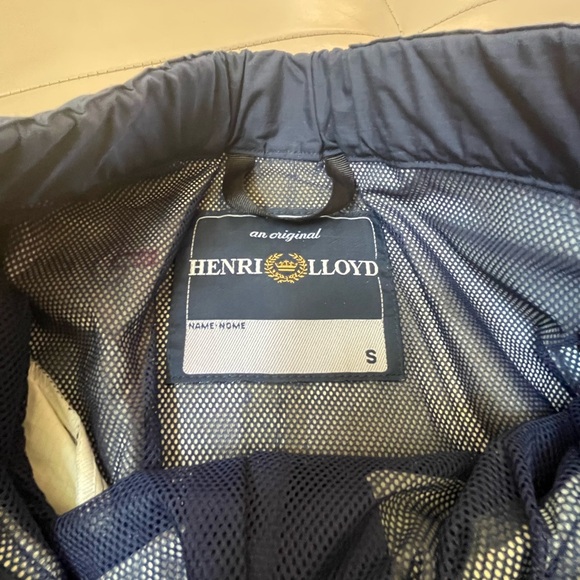 an original
HENRI LLOYD
NAME·NOME
S